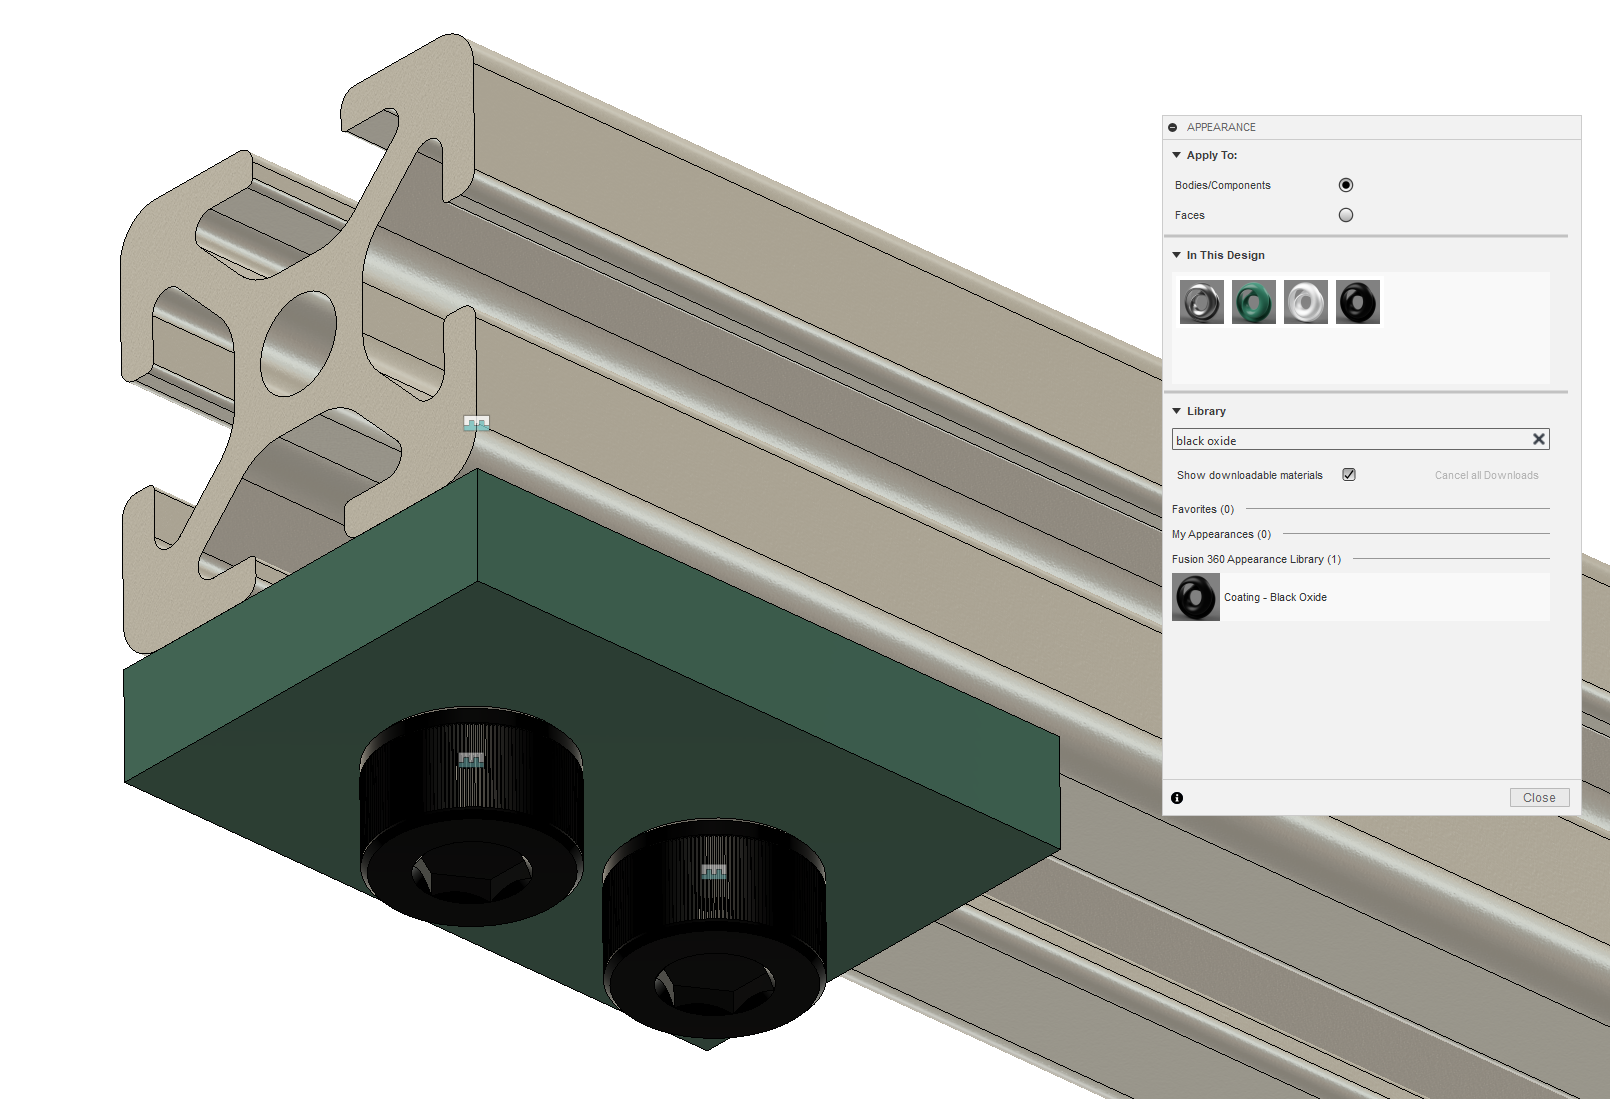 APPEARANCE
Apply To:
Bodies/Components
Faces
In This Design
Library
black oxide
Show downloadable materials
Cancel all Downloads
Favorites (0)
My Appearances (0)
Fusion 360 Appearance Library (1)
Coating - Black Oxide
Close